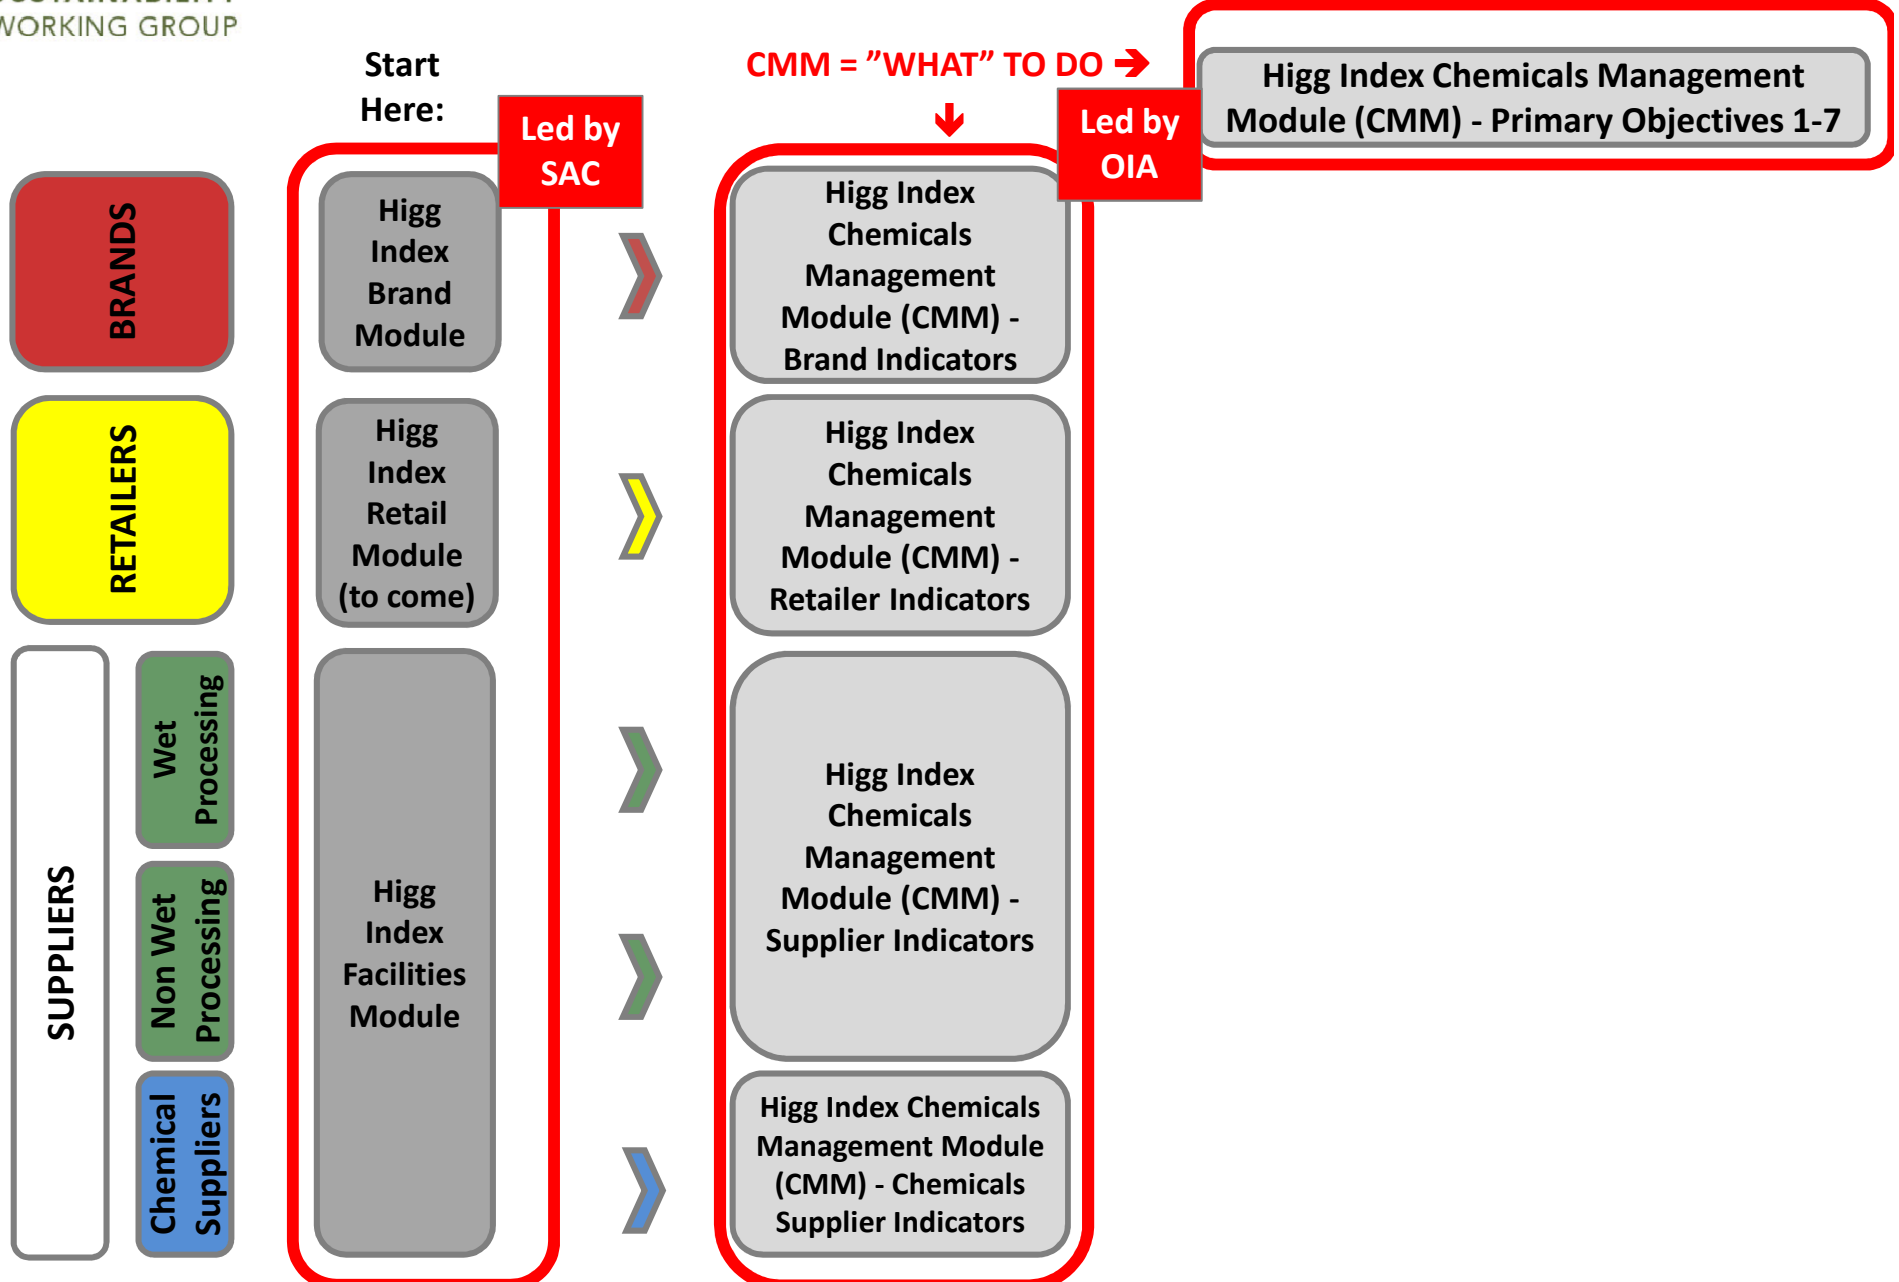 WORKING GROUP
Start
Here:
CMM = ”WHAT” TO DO ➔
🡫
Higg Index Chemicals Management
Module (CMM) - Primary Objectives 1-7
Led by
SAC
Led by
OIA
BRANDS
Higg
Index
Brand
Module
Higg Index
Chemicals
Management
Module (CMM) -
Brand Indicators
RETAILERS
Higg
Index
Retail
Module
(to come)
Higg Index
Chemicals
Management
Module (CMM) -
Retailer Indicators
SUPPLIERS
Wet
Processing
Non Wet
Processing
Chemical
Suppliers
Higg
Index
Facilities
Module
Higg Index
Chemicals
Management
Module (CMM) -
Supplier Indicators
Higg Index Chemicals
Management Module
(CMM) - Chemicals
Supplier Indicators